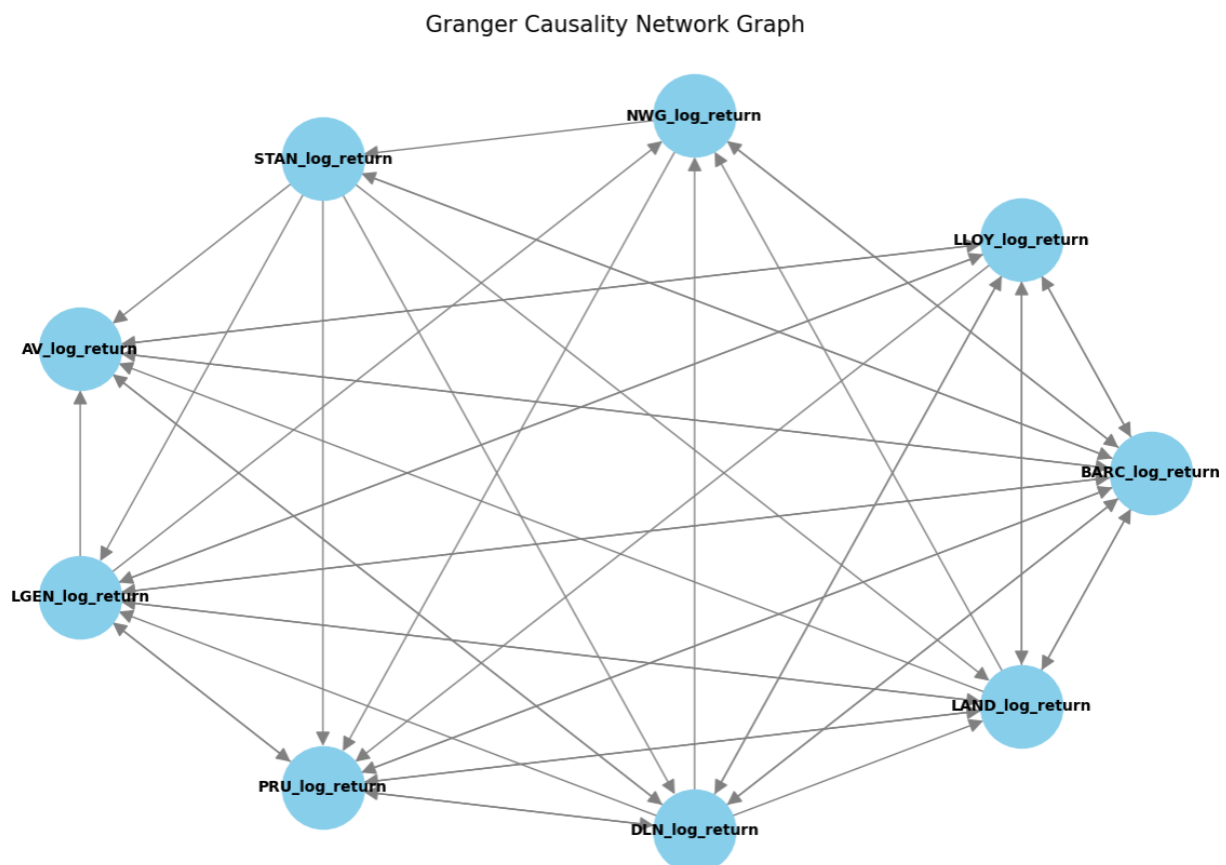 Granger Causality Network Graph
NWG_log_return
STAN_log_return
LLOY_log_return
AV_log_return
BARC_log_return
LGEN_log_return
LAND_log_return
PRU_log_return
DLN_log_return